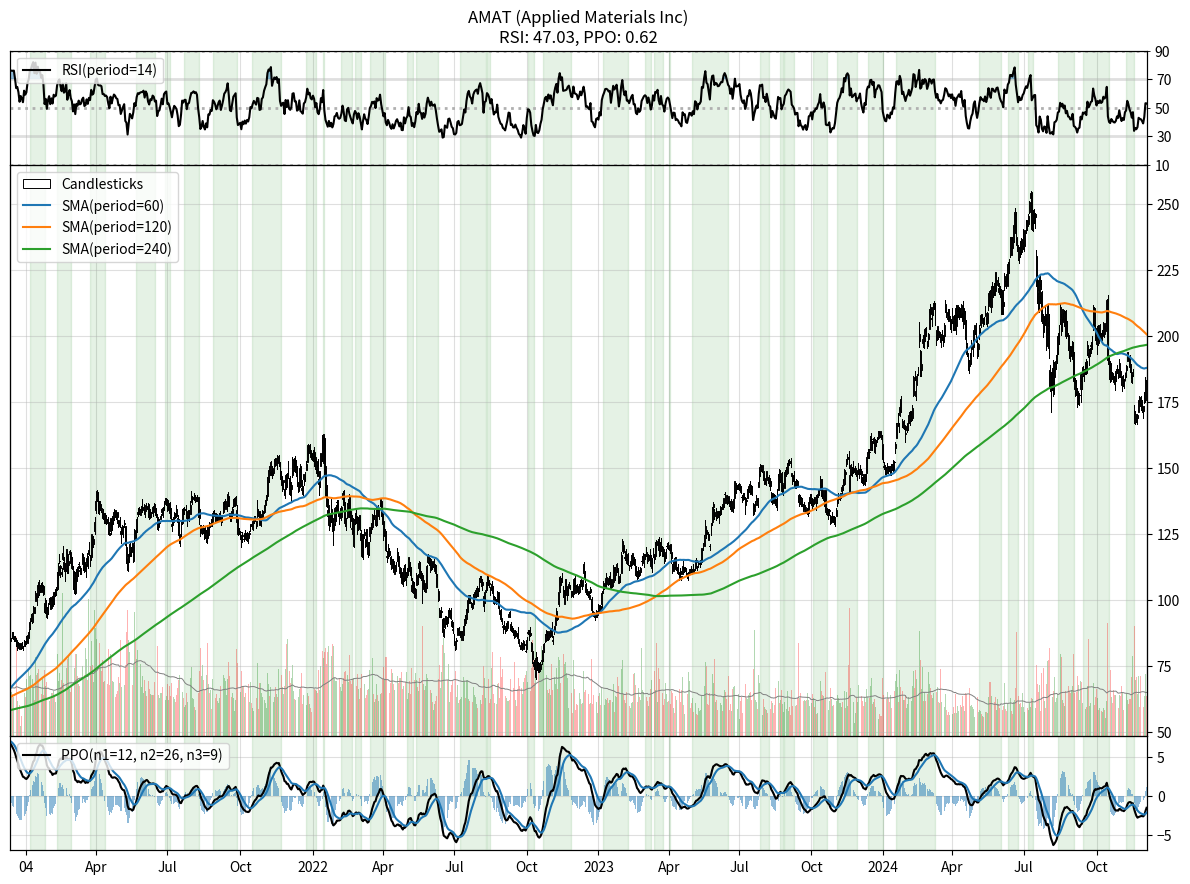 AMAT (Applied Materials Inc)
RSI: 47.03, PPO: 0.62
RSI(period=14)
90
70
50
30
10
Candlesticks
SMA(period=60)
SMA(period=120)
SMA(period=240)
250
225
200
175
150
125
100
75
50
PPO(n1=12, n2=26, n3=9)
5
0
−5
04 Apr Jul Oct 2022 Apr Jul Oct 2023 Apr Jul Oct 2024 Apr Jul Oct